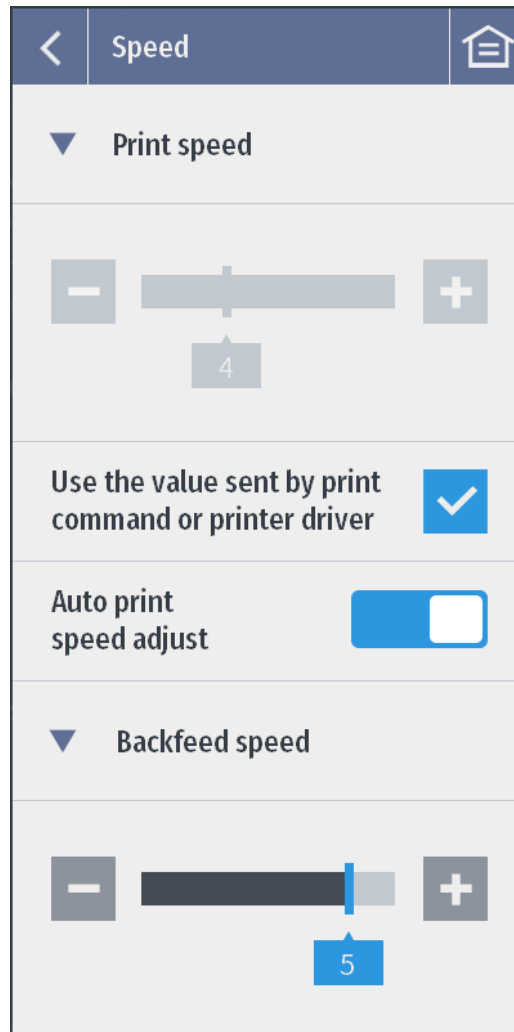 Speed
Print speed
4
Use the value sent by print
command or printer driver
Auto print
speed adjust
Backfeed speed
5